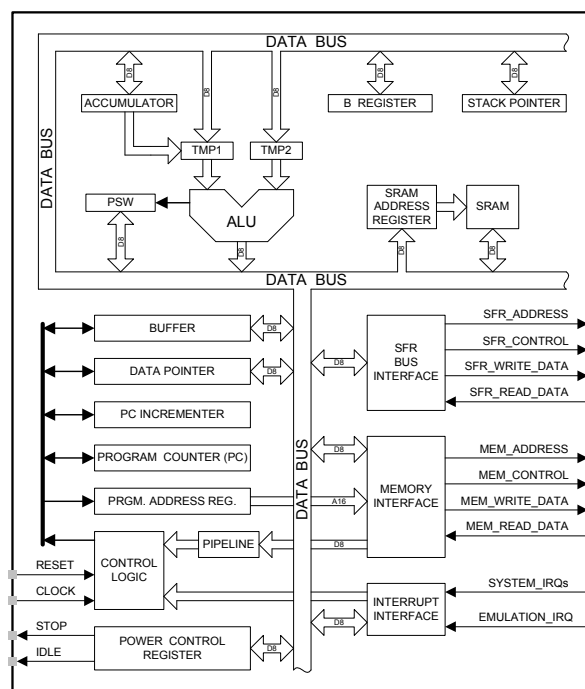 DATA BUS
D8
D8
D8
D8
D8
ACCUMULATOR
B REGISTER
STACK POINTER
DATA BUS
TMP1
TMP2
PSW
ALU
SRAM
ADDRESS
REGISTER
SRAM
D8
D8
D8
D8
DATA BUS
BUFFER
D8
DATA POINTER
D8
PC INCREMENTER
PROGRAM COUNTER (PC)
PRGM. ADDRESS REG.
A16
DATA BUS
D8
SFR
BUS
INTERFACE
SFR_ADDRESS
SFR_CONTROL
SFR_WRITE_DATA
SFR_READ_DATA
D8
MEMORY
INTERFACE
MEM_ADDRESS
MEM_CONTROL
MEM_WRITE_DATA
MEM_READ_DATA
RESET
CLOCK
CONTROL
LOGIC
PIPELINE
D8
INTERRUPT
INTERFACE
SYSTEM_IRQs
EMULATION_IRQ
D8
STOP
IDLE
POWER CONTROL
REGISTER
D8